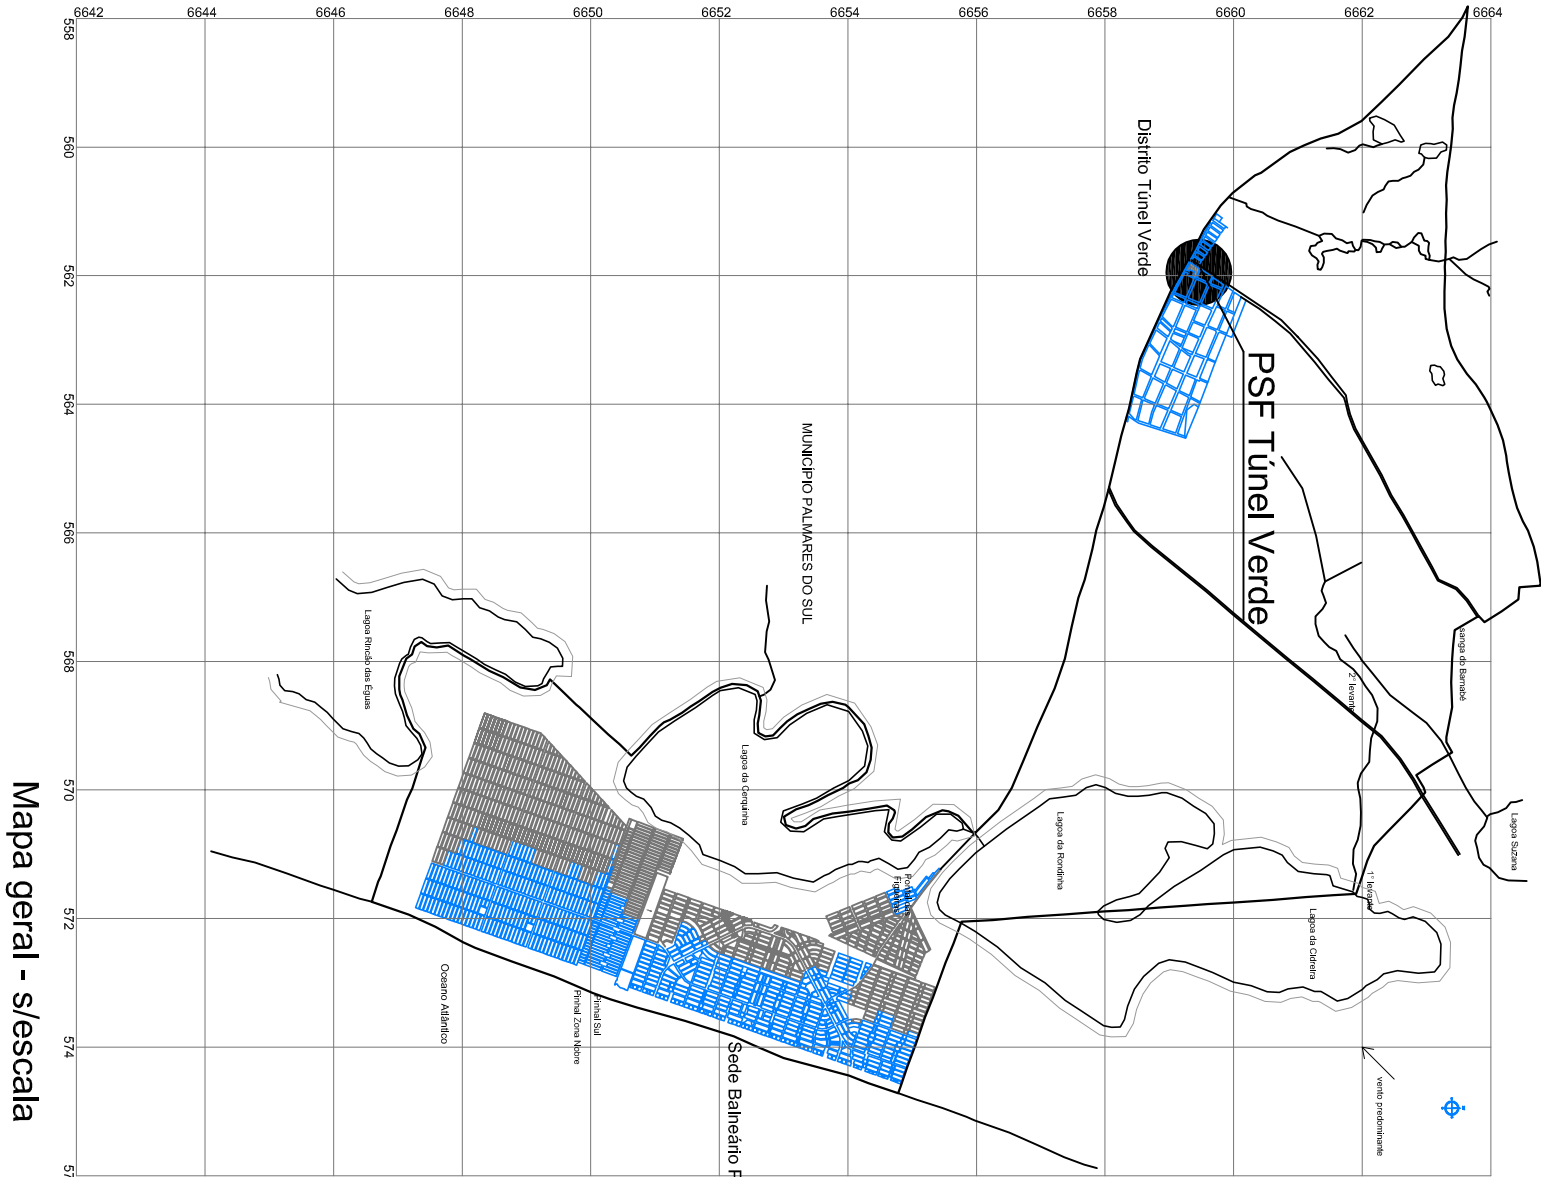 6642 6644 6646 6648 6650 6652 6654 6656 6658 6660 6662 6664
558
560
562
564
566
568
570
572
574
Distrito Túnel Verde
PSF Túnel Verde
MUNICÍPIO PALMARES DO SUL
Lagoa Rincão das Éguas
Lagoa da Cerquinha
sanga do Barnabé
2° levante
Lagoa Suzana
Lagoa da Rondinha
1° levante
Lagoa da Cidreira
Oceano Atlântico
Pinhal Sul
Pinhal Zona Nobre
Sede Balneário
vento predominante
Mapa geral - s/escala